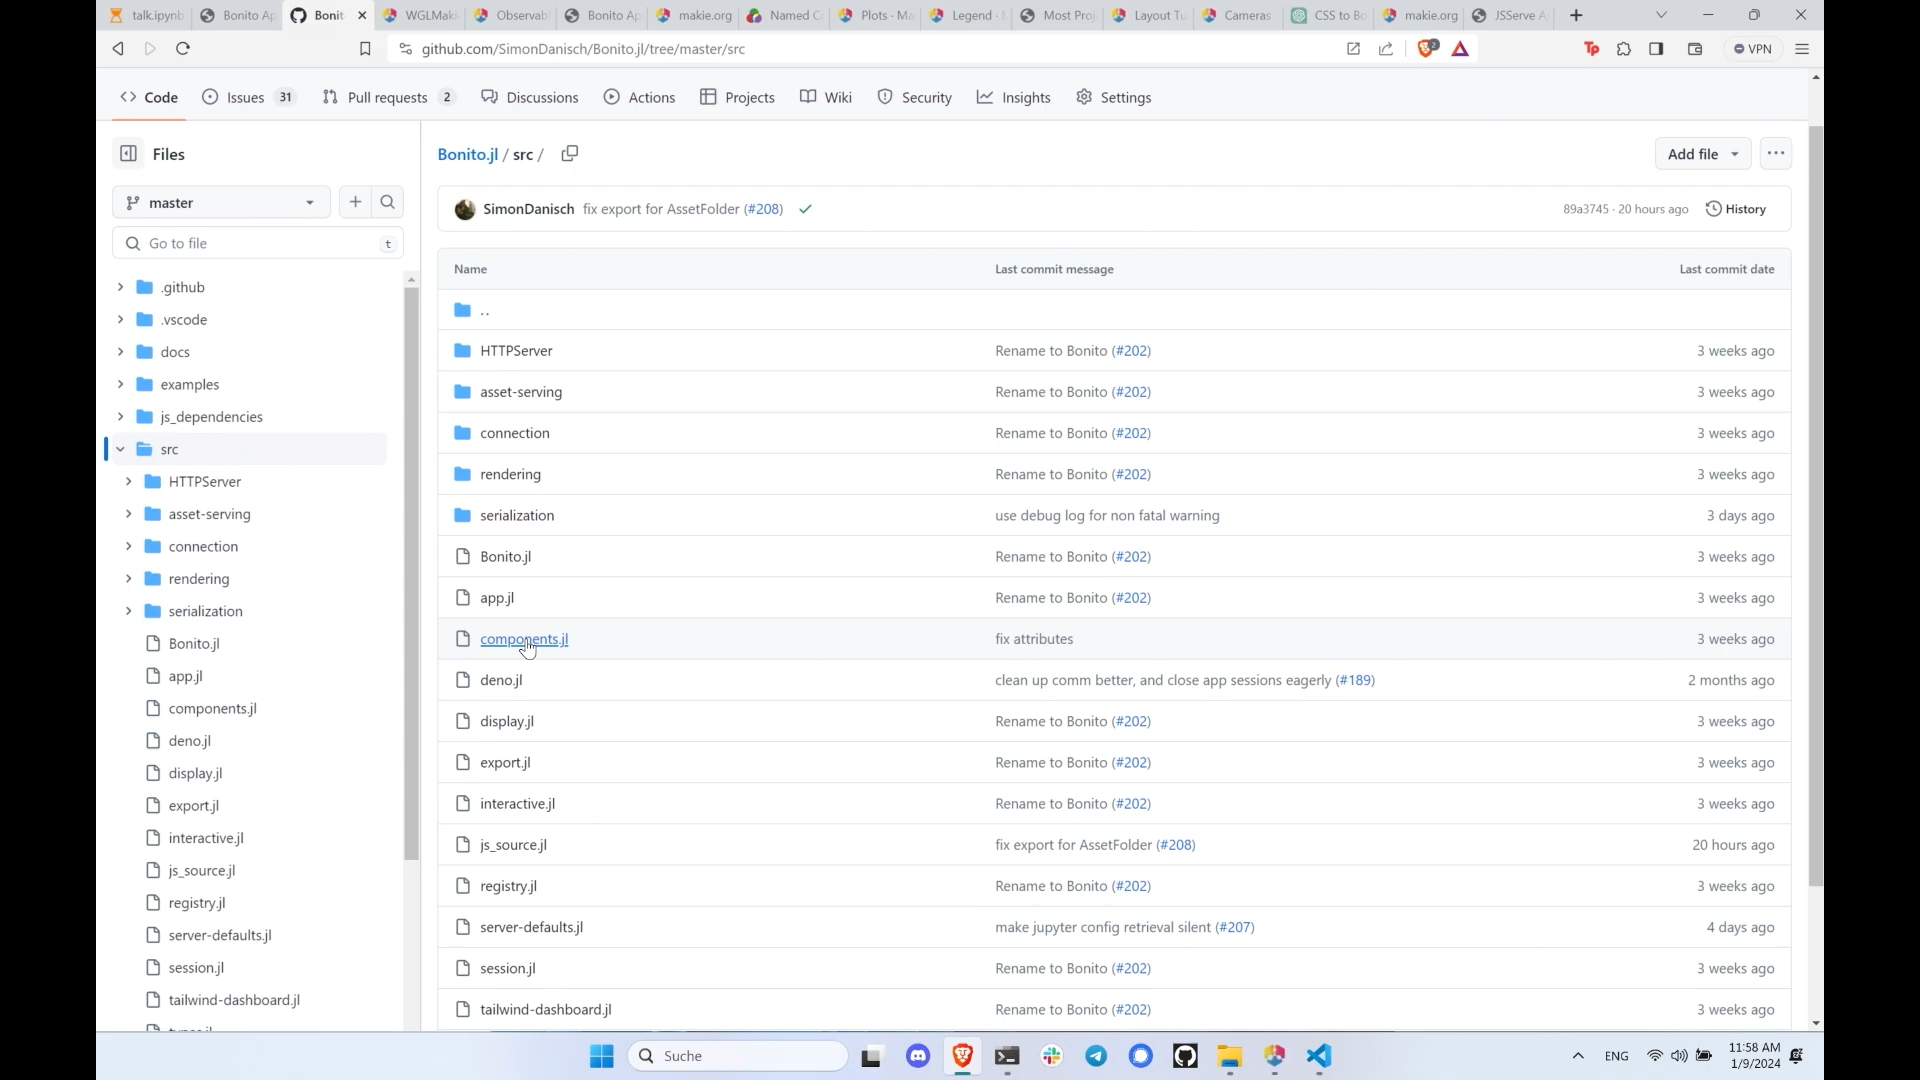 talk.ipynb
Bonito Ap
Bonit
WGLMaki
Observab
Bonito Ap
makie.org
Named C
Plots · Ma
Legend ·
Most Proj
Layout Tu
Cameras
CSS to Bo
makie.org
JSServe A
github.com/SimonDanisch/Bonito.jl/tree/master/src
2
Tp
VPN
Code
Issues 31
Pull requests 2
Discussions
Actions
Projects
Wiki
Security
Insights
Settings
Files
master
Go to file
t
.github
.vscode
docs
examples
js_dependencies
src
HTTPServer
asset-serving
connection
rendering
serialization
Bonito.jl
app.jl
components.jl
deno.jl
display.jl
export.jl
interactive.jl
js_source.jl
registry.jl
server-defaults.jl
session.jl
tailwind-dashboard.jl
Bonito.jl / src /
Add file
SimonDanisch fix export for AssetFolder (#208)
89a3745 · 20 hours ago
History
Name Last commit message Last commit date
..
HTTPServer Rename to Bonito (#202) 3 weeks ago
asset-serving Rename to Bonito (#202) 3 weeks ago
connection Rename to Bonito (#202) 3 weeks ago
rendering Rename to Bonito (#202) 3 weeks ago
serialization use debug log for non fatal warning 3 days ago
Bonito.jl Rename to Bonito (#202) 3 weeks ago
app.jl Rename to Bonito (#202) 3 weeks ago
components.jl fix attributes 3 weeks ago
deno.jl clean up comm better, and close app sessions eagerly (#189) 2 months ago
display.jl Rename to Bonito (#202) 3 weeks ago
export.jl Rename to Bonito (#202) 3 weeks ago
interactive.jl Rename to Bonito (#202) 3 weeks ago
js_source.jl fix export for AssetFolder (#208) 20 hours ago
registry.jl Rename to Bonito (#202) 3 weeks ago
server-defaults.jl make jupyter config retrieval silent (#207) 4 days ago
session.jl Rename to Bonito (#202) 3 weeks ago
tailwind-dashboard.jl Rename to Bonito (#202) 3 weeks ago
Suche
ENG
11:58 AM
1/9/2024